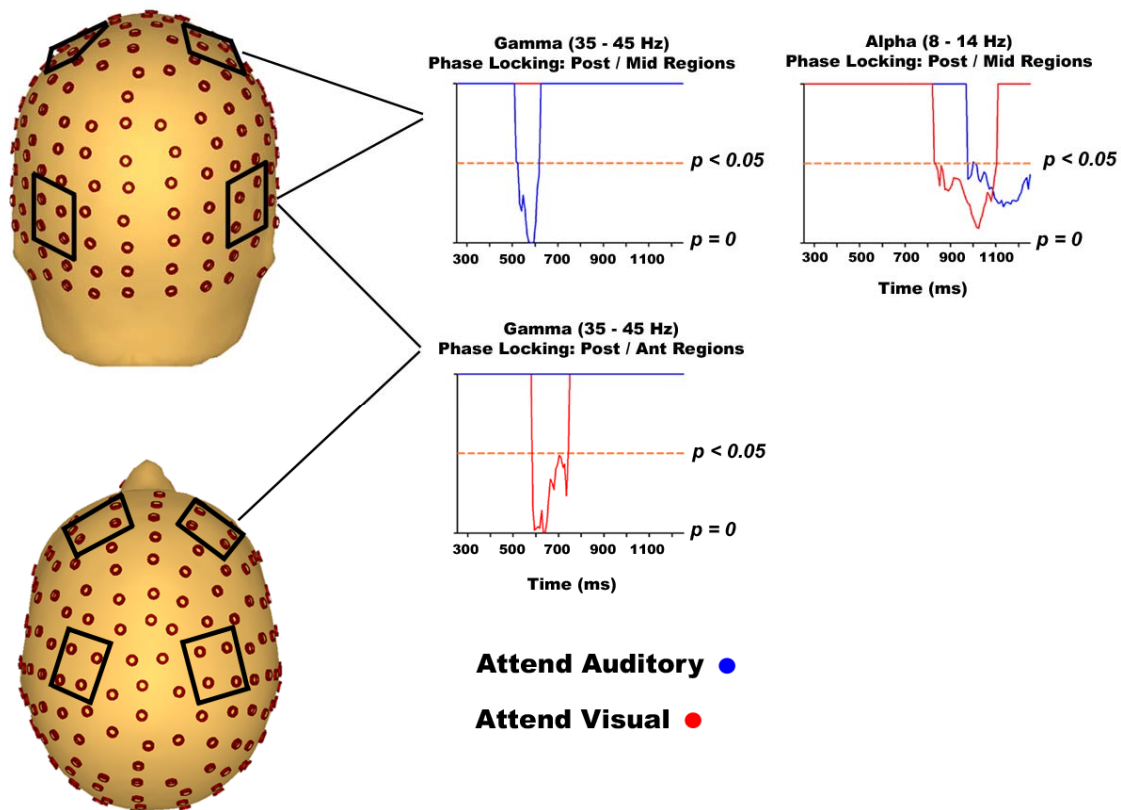 Gamma (35 - 45 Hz)
Phase Locking: Post / Mid Regions
p < 0.05
p = 0
300 500 700 900 1100
Alpha (8 - 14 Hz)
Phase Locking: Post / Mid Regions
p < 0.05
p = 0
300 500 700 900 1100
Time (ms)
Gamma (35 - 45 Hz)
Phase Locking: Post / Ant Regions
p < 0.05
p = 0
300 500 700 900 1100
Time (ms)
Attend Auditory
Attend Visual